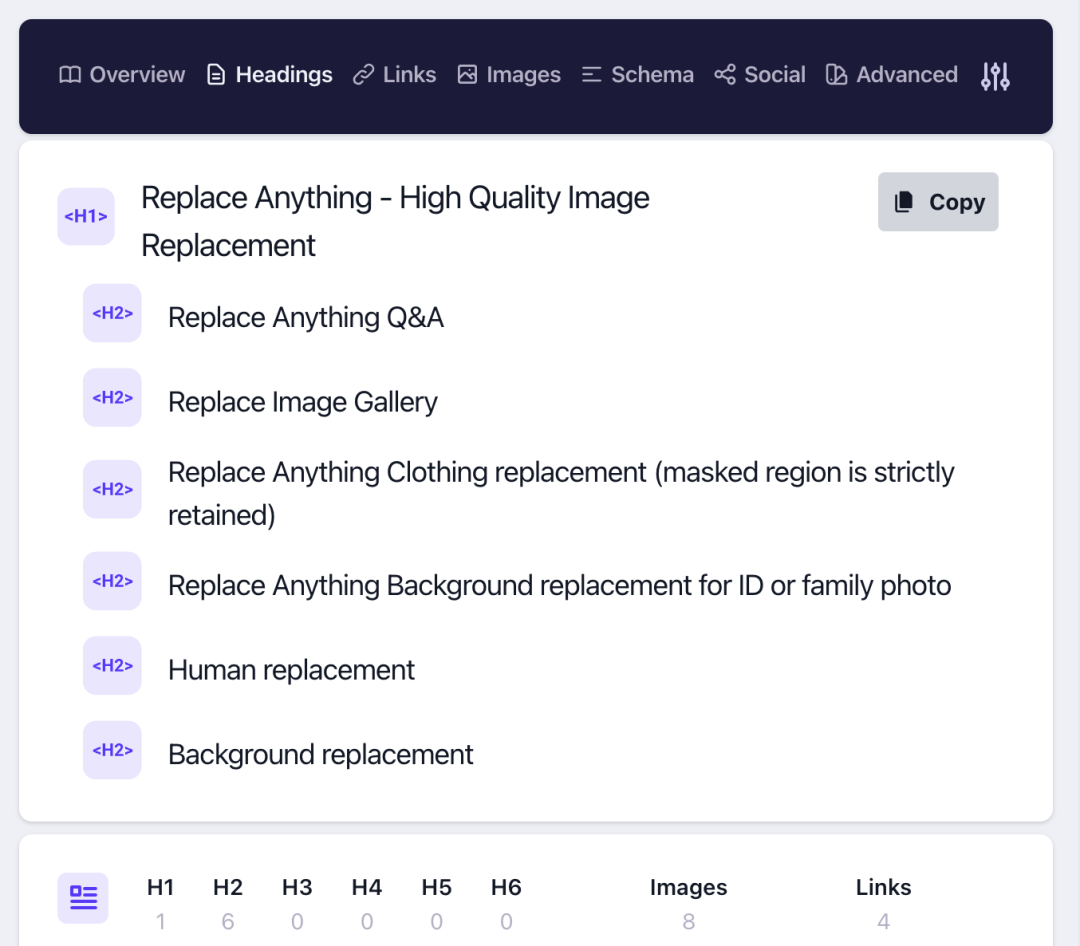 Overview Headings Links Images Schema Social Advanced
<H1> Replace Anything - High Quality Image
Replacement
Copy
<H2> Replace Anything Q&A
<H2> Replace Image Gallery
<H2> Replace Anything Clothing replacement (masked region is strictly
retained)
<H2> Replace Anything Background replacement for ID or family photo
<H2> Human replacement
<H2> Background replacement
H1 H2 H3 H4 H5 H6 Images Links
1 6 0 0 0 0 8 4